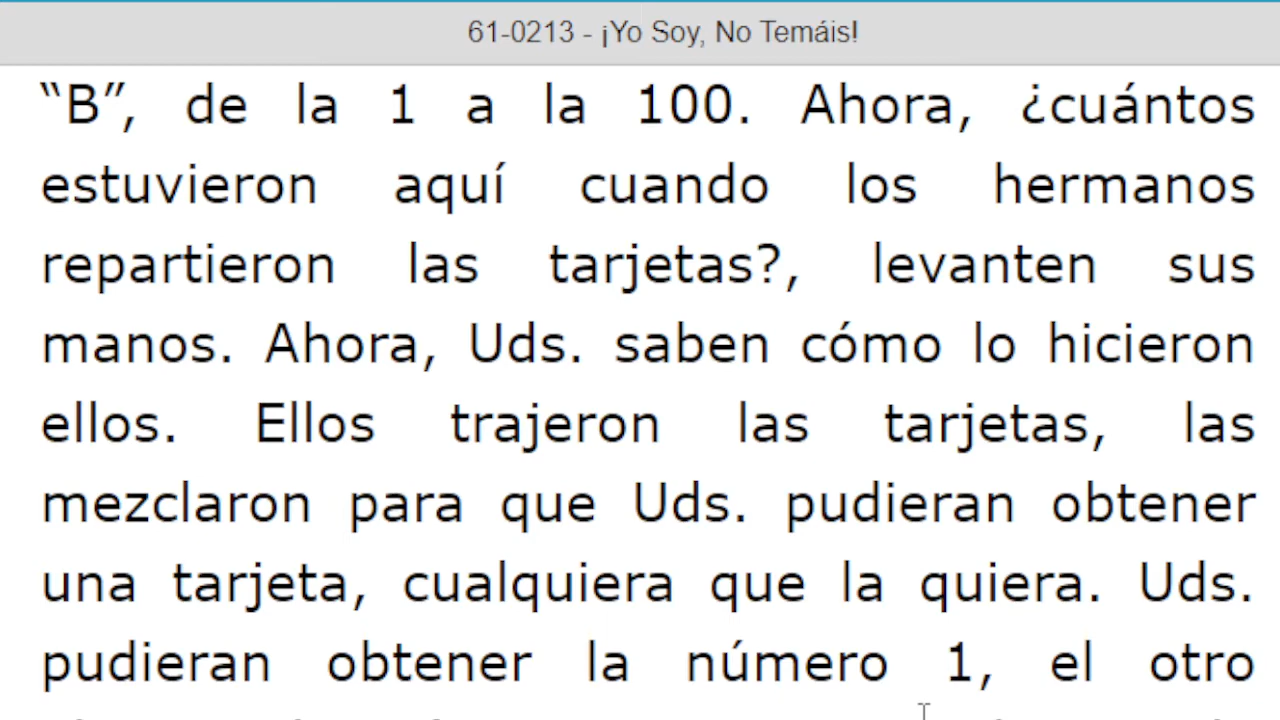 61-0213 - ¡Yo Soy, No Temáis!
“B”, de la 1 a la 100. Ahora, ¿cuántos
estuvieron aquí cuando los hermanos
repartieron las tarjetas?, levanten sus
manos. Ahora, Uds. saben cómo lo hicieron
ellos. Ellos trajeron las tarjetas, las
mezclaron para que Uds. pudieran obtener
una tarjeta, cualquiera que la quiera. Uds.
pudieran obtener la número 1, el otro